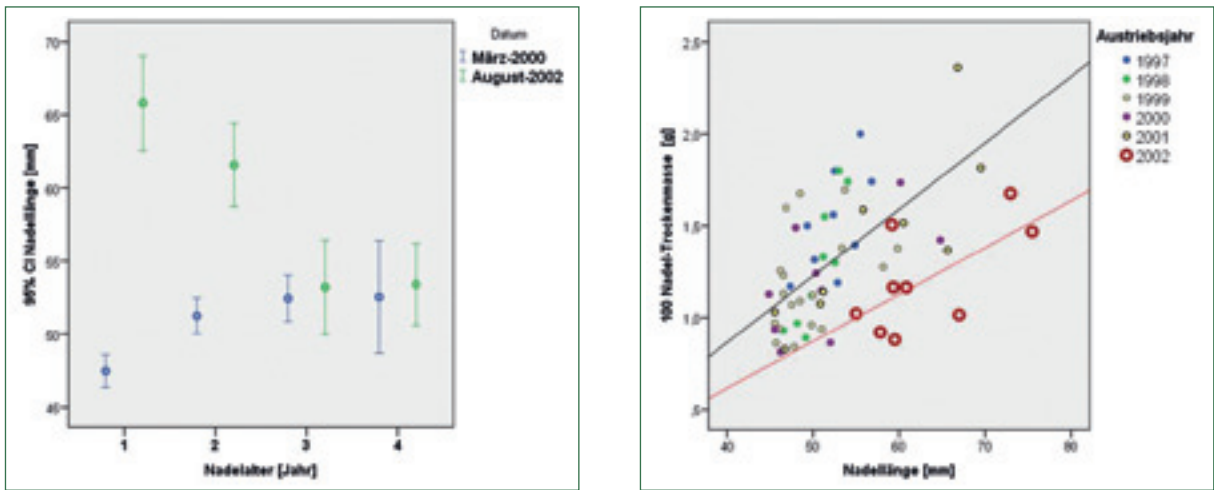 70
65
60
55
50
45
95% CI Nadellänge [mm]
1 2 3 4
Nadelalter [Jahr]
Datum
März-2000
August-2002
2.5
2.0
1.5
1.0
.5
100 Nadel-Trockenmasse [g]
40 50 60 70 80
Nadellänge [mm]
Austriebsjahr
1997
1998
1999
2000
2001
2002